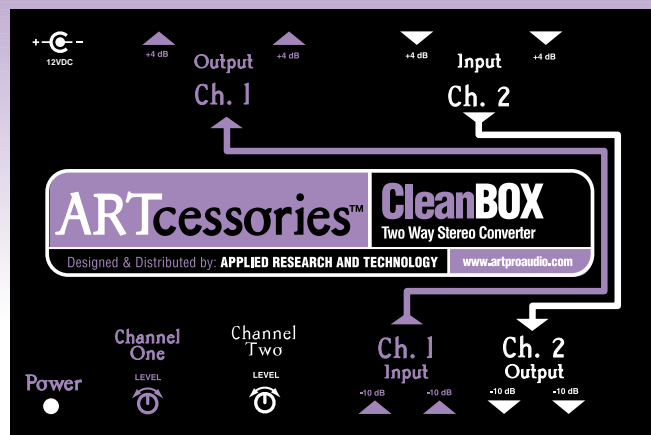 + -
12VDC
+4 dB
+4 dB
Output
Ch. 1
+4 dB
+4 dB
Input
Ch. 2
ARTcessories™
CleanBOX
Two Way Stereo Converter
Designed & Distributed by: APPLIED RESEARCH AND TECHNOLOGY
www.artproaudio.com
Power
Channel
One
LEVEL
Channel
Two
LEVEL
Ch. 1
Input
-10 dB
-10 dB
Ch. 2
Output
-10 dB
-10 dB